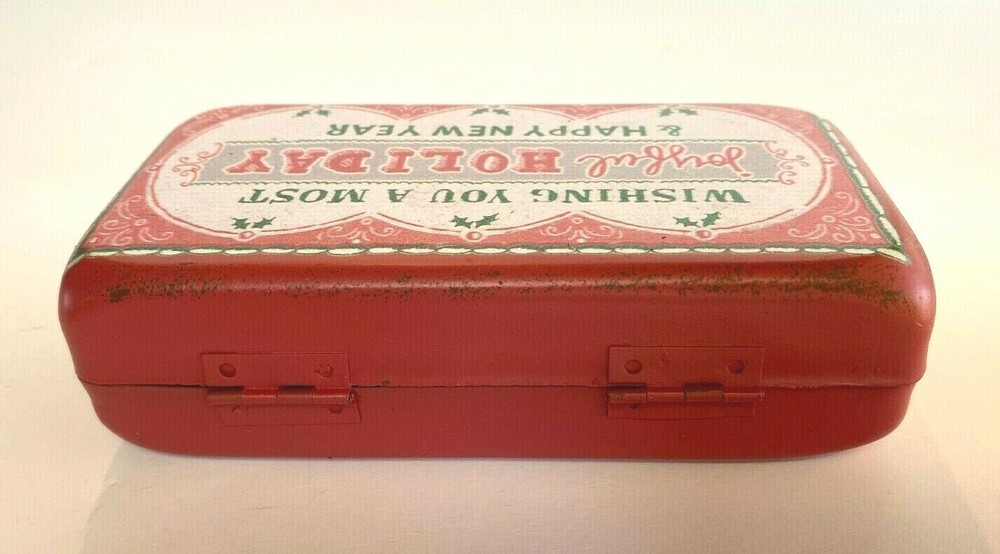 WISHING YOU A MOST
joyful HOLIDAY
& HAPPY NEW YEAR